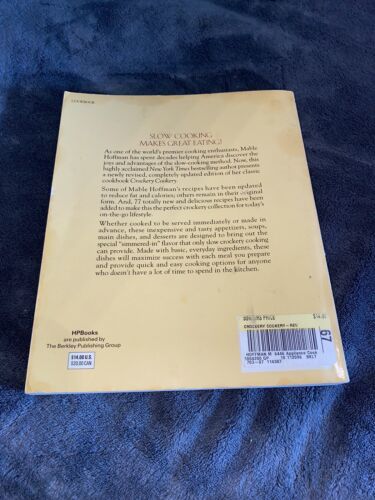 COOKBOOK
SLOW COOKING
MAKES GREAT EATING!
As one of the world's premier cooking enthusiasts, Mable
Hoffman has spent decades helping America discover the
joys and advantages of the slow-cooking method. Now, this
highly acclaimed New York Times bestselling author presents
a newly revised, completely updated edition of her classic
cookbook Crockery Cookery.
Some of Mable Hoffman's recipes have been updated
to reduce fat and calories; others remain in their original
form. And, 77 totally new and delicious recipes have been
added to make this the perfect crockery collection for today's
on-the-go lifestyle.
Whether cooked to be served immediately or made in
advance, these inexpensive and tasty appetizers, soups,
main dishes, and desserts are designed to bring out the
special "simmered-in" flavor that only slow crockery cooking
can provide. Made with basic, everyday ingredients, these
dishes will maximize success with each meal you prepare
and provide quick and easy cooking options for anyone
who doesn't have a lot of time to spend in the kitchen.
HPBooks
are published by
The Berkley Publishing Group
$14.00 U.S.
$20.00 CAN
PRICE
$14.00
CROCKERY COOKERY - REV
67
HOFFMAN M